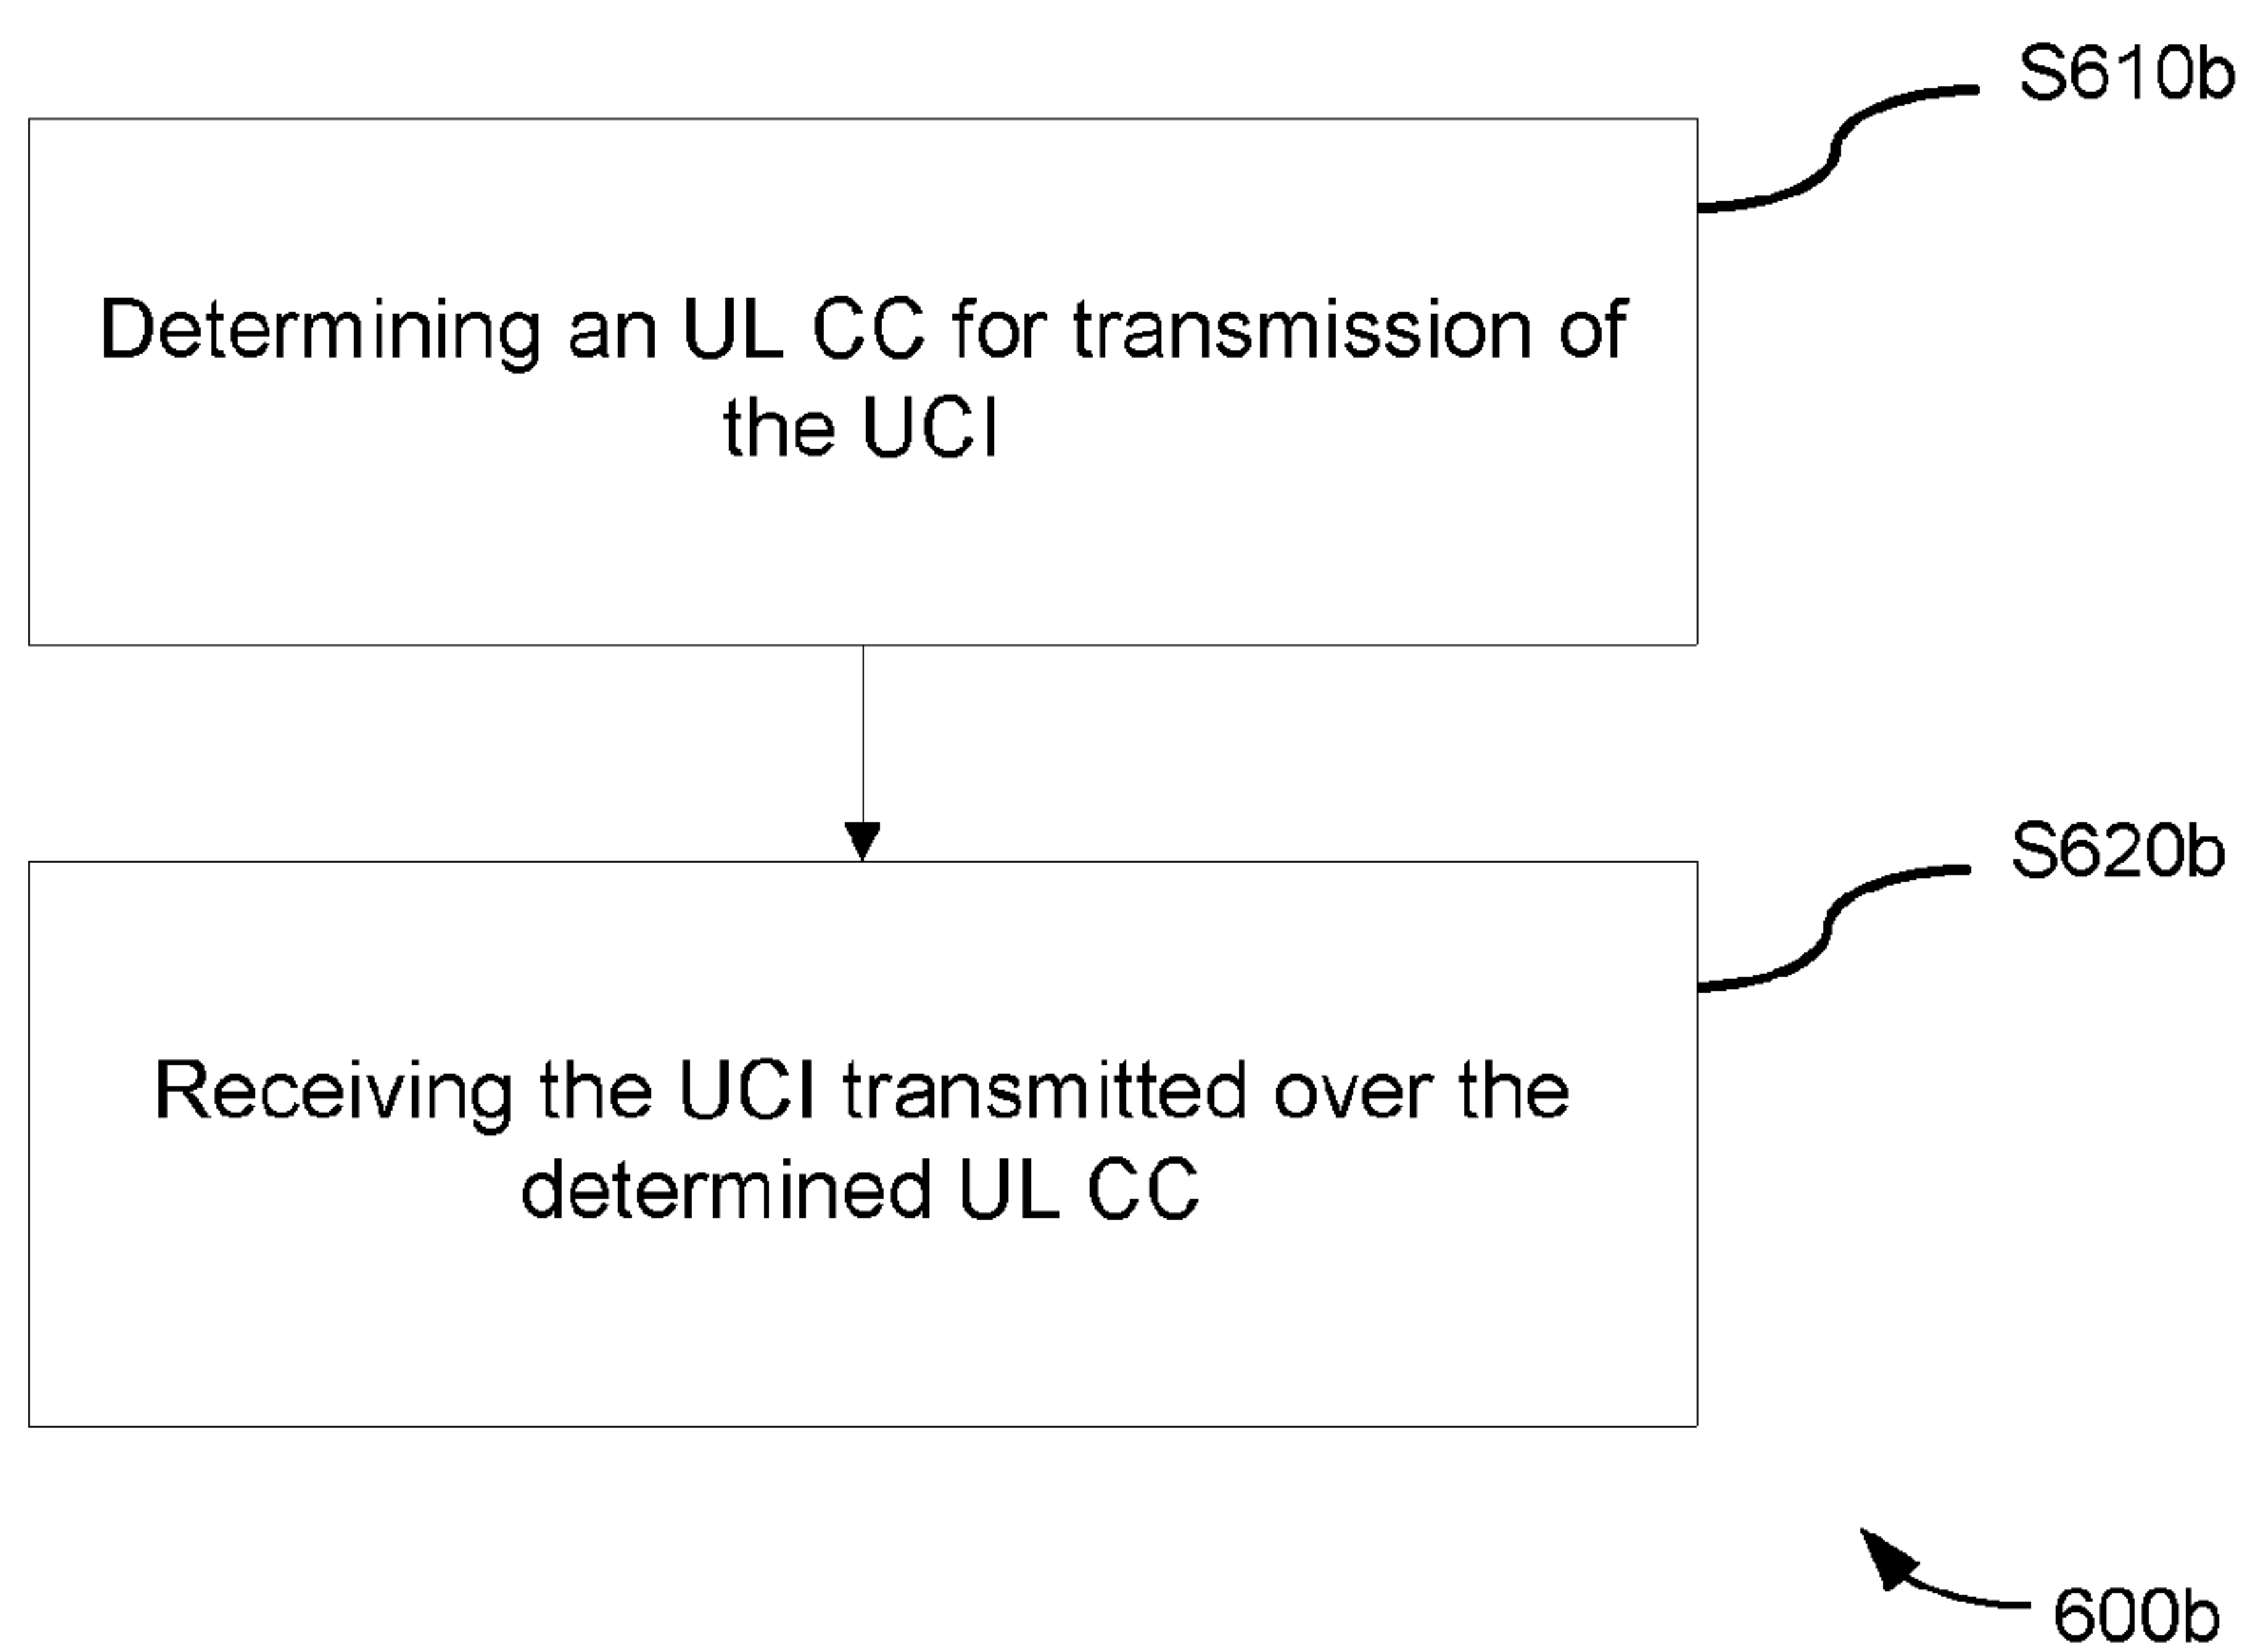 S610b
Determining an UL CC for transmission of
the UCI
S620b
Receiving the UCI transmitted over the
determined UL CC
600b